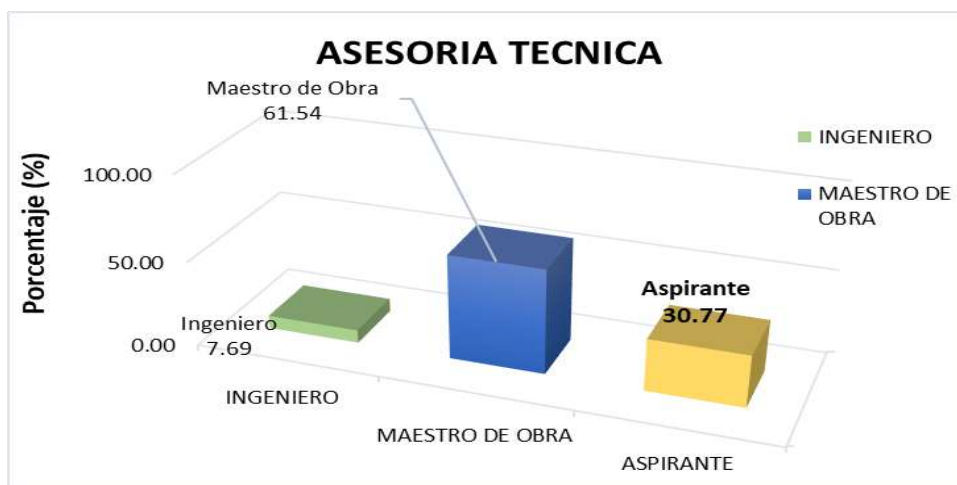 ASESORIA TECNICA
Maestro de Obra
61.54
INGENIERO
MAESTRO DE
OBRA
Porcentaje (%)
100.00
50.00
0.00
Ingeniero
7.69
Aspirante
30.77
INGENIERO
MAESTRO DE OBRA
ASPIRANTE